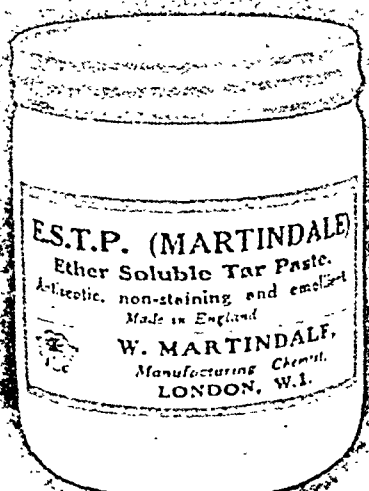 E.S.T.P. (MARTINDALE)
Ether Soluble Tar Paste.
Antiseptic, non-staining and emollient
Made in England
W. MARTINDALE,
Manufacturing Chemist,
LONDON, W.1.